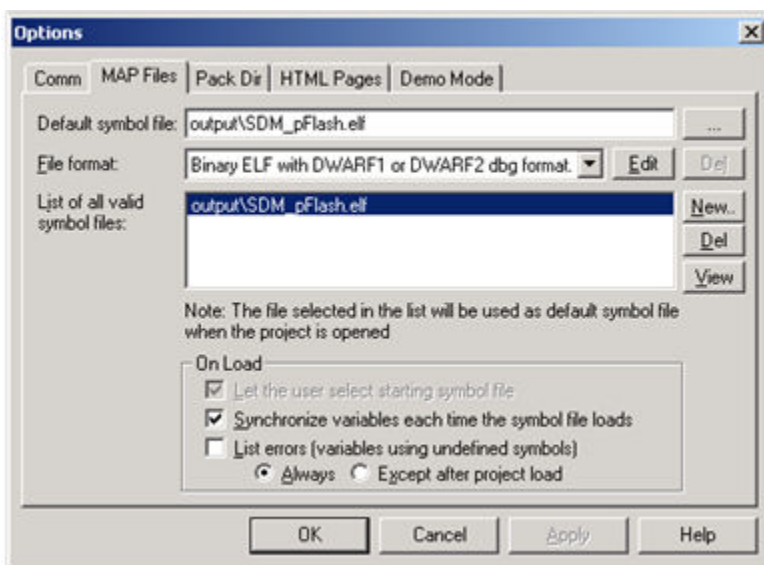 Options
Comm MAP Files Pack Dir HTML Pages Demo Mode
Default symbol file: output\SDM_pFlash.elf ...
File format: Binary ELF with DWARF1 or DWARF2 dbg format. Edit Del
List of all valid output\SDM_pFlash.elf New..
symbol files:
Del
View
Note: The file selected in the list will be used as default symbol file
when the project is opened
On Load
Let the user select starting symbol file
Synchronize variables each time the symbol file loads
List errors (variables using undefined symbols)
Always Except after project load
OK Cancel Apply Help